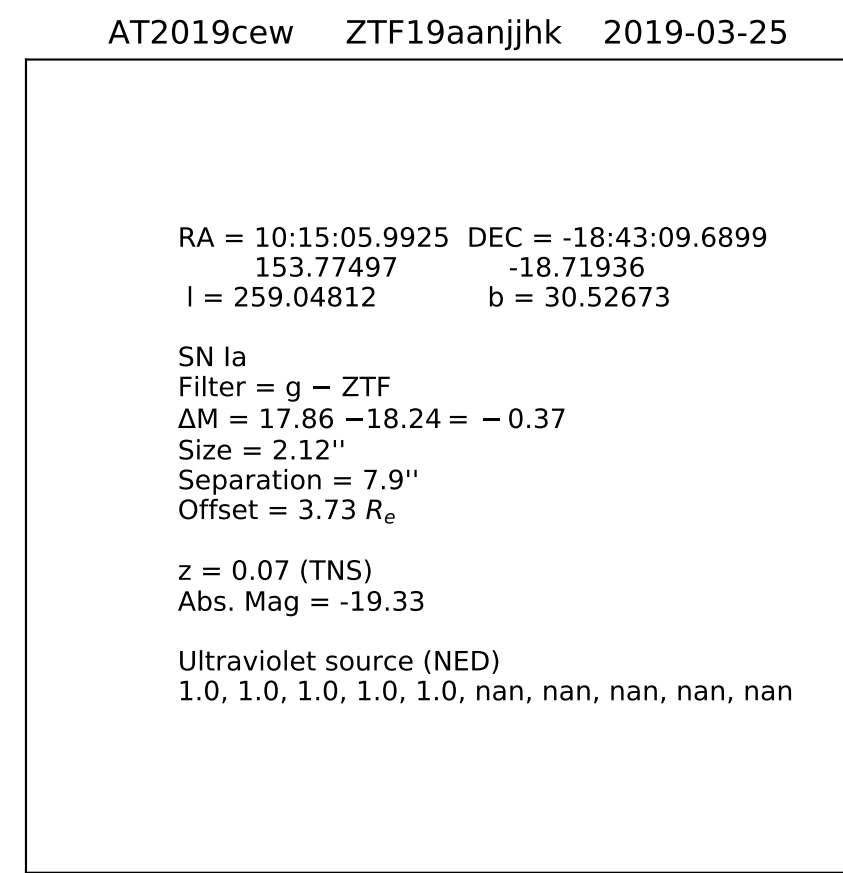 AT2019cew ZTF19aanjjhk 2019-03-25
RA = 10:15:05.9925 DEC = -18:43:09.6899
153.77497 -18.71936
l = 259.04812 b = 30.52673
SN Ia
Filter = g − ZTF
ΔM = 17.86 −18.24 = − 0.37
Size = 2.12''
Separation = 7.9''
Offset = 3.73 Re
z = 0.07 (TNS)
Abs. Mag = -19.33
Ultraviolet source (NED)
1.0, 1.0, 1.0, 1.0, 1.0, nan, nan, nan, nan, nan